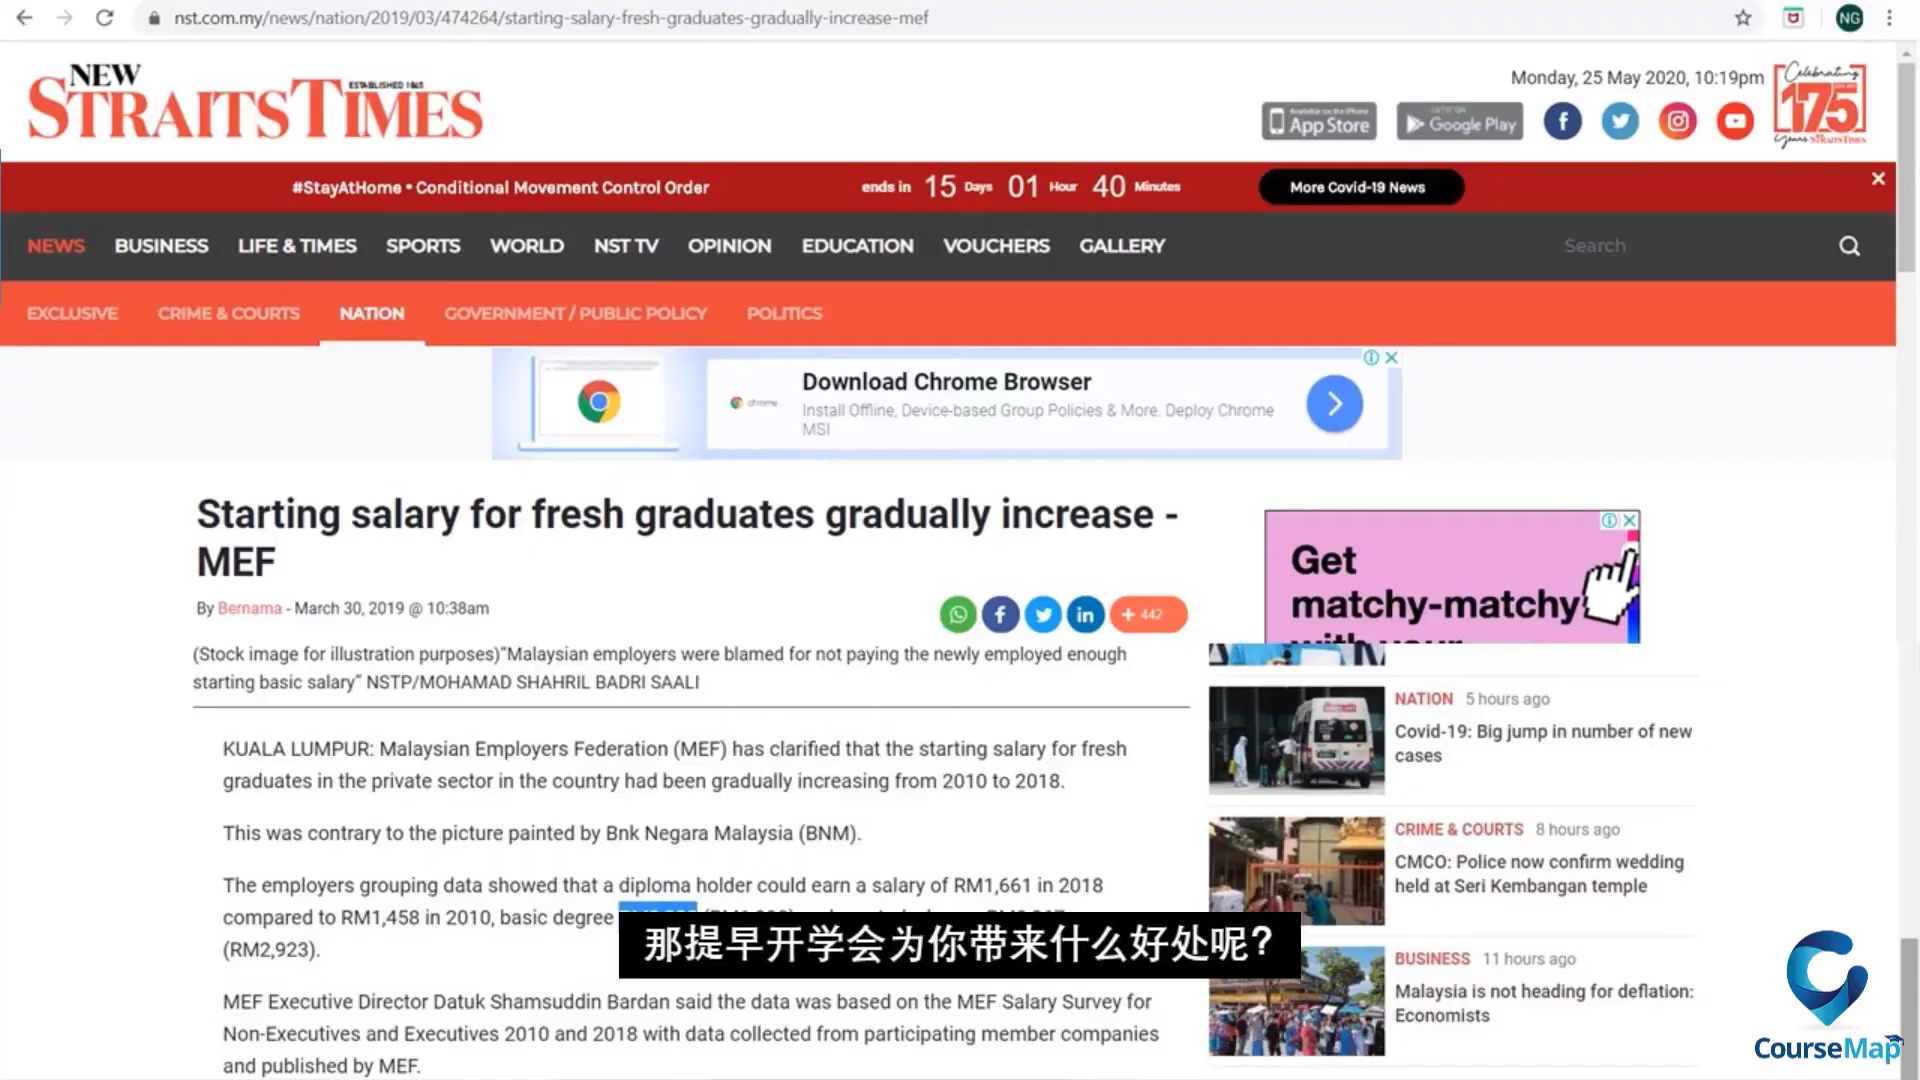 nst.com.my/news/nation/2019/03/474264/starting-salary-fresh-graduates-gradually-increase-mef
NG
NEW
STRAITS TIMES
ESTABLISHED 1845
Monday, 25 May 2020, 10:19pm
Available on the iPhone
App Store
Google Play
Celebrating
175
Years
#StayAtHome • Conditional Movement Control Order
ends in 15 Days 01 Hour 40 Minutes
More Covid-19 News
NEWS BUSINESS LIFE & TIMES SPORTS WORLD NST TV OPINION EDUCATION VOUCHERS GALLERY
Search
EXCLUSIVE CRIME & COURTS NATION GOVERNMENT / PUBLIC POLICY POLITICS
chrome
Download Chrome Browser
Install Offline, Device-based Group Policies & More. Deploy Chrome
MSI
Starting salary for fresh graduates gradually increase -
MEF
By Bernama - March 30, 2019 @ 10:38am
+ 442
(Stock image for illustration purposes)"Malaysian employers were blamed for not paying the newly employed enough
starting basic salary" NSTP/MOHAMAD SHAHRIL BADRI SAALI
KUALA LUMPUR: Malaysian Employers Federation (MEF) has clarified that the starting salary for fresh
graduates in the private sector in the country had been gradually increasing from 2010 to 2018.
This was contrary to the picture painted by Bnk Negara Malaysia (BNM).
The employers grouping data showed that a diploma holder could earn a salary of RM1,661 in 2018
compared to RM1,458 in 2010, basic degree
(RM2,923).
MEF Executive Director Datuk Shamsuddin Bardan said the data was based on the MEF Salary Survey for
Non-Executives and Executives 2010 and 2018 with data collected from participating member companies
and published by MEF.
Get
matchy-matchy
with your
NATION 5 hours ago
Covid-19: Big jump in number of new
cases
CRIME & COURTS 8 hours ago
CMCO: Police now confirm wedding
held at Seri Kembangan temple
BUSINESS 11 hours ago
Malaysia is not heading for deflation:
Economists
那提早开学会为你带来什么好处呢?
CourseMap